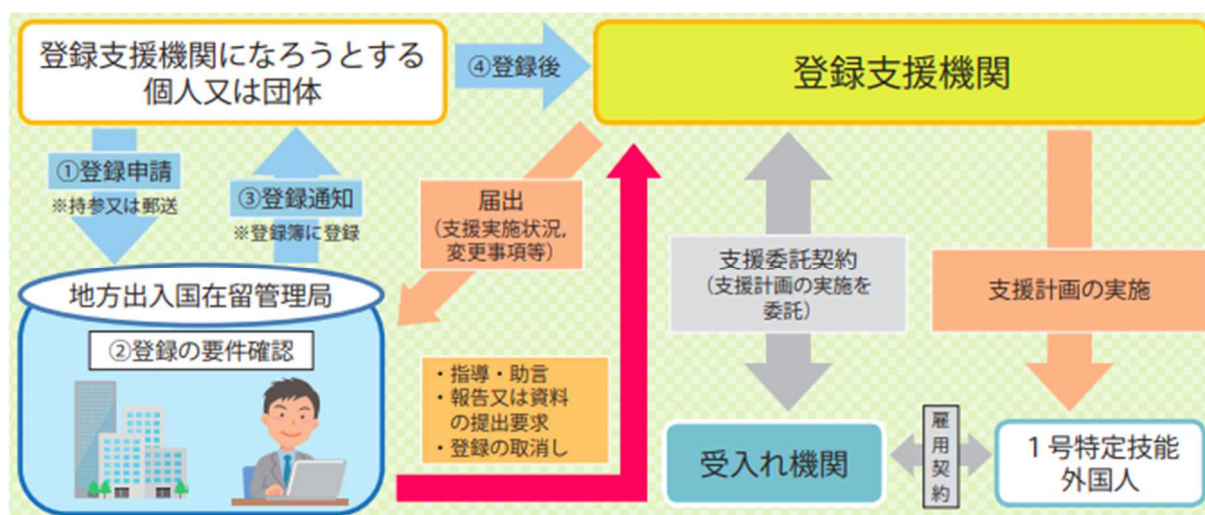 登録支援機関になろうとする
個人又は団体
④登録後
登録支援機関
①登録申請
※持参又は郵送
③登録通知
※登録簿に登録
届出
(支援実施状況,
変更事項等)
支援委託契約
(支援計画の実施を
委託)
支援計画の実施
地方出入国在留管理局
②登録の要件確認
・指導・助言
・報告又は資料
の提出要求
・登録の取消し
受入れ機関
雇用契約
1号特定技能
外国人